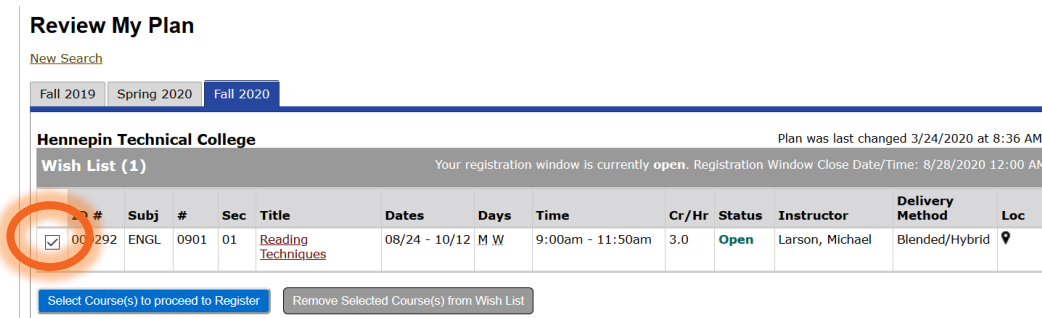 Review My Plan
New Search
Fall 2019 Spring 2020 Fall 2020
Hennepin Technical College Plan was last changed 3/24/2020 at 8:36 AM
Wish List (1) Your registration window is currently open. Registration Window Close Date/Time: 8/28/2020 12:00 AM
Delivery
# Subj # Sec Title Dates Days Time Cr/Hr Status Instructor Method Loc
ENGL 0901 01 Reading 08/24 - 10/12 M W 9:00am - 11:50am 3.0 Open Larson, Michael Blended/Hybrid
Techniques
Select Course(s) to proceed to Register Remove Selected Course(s) from Wish List